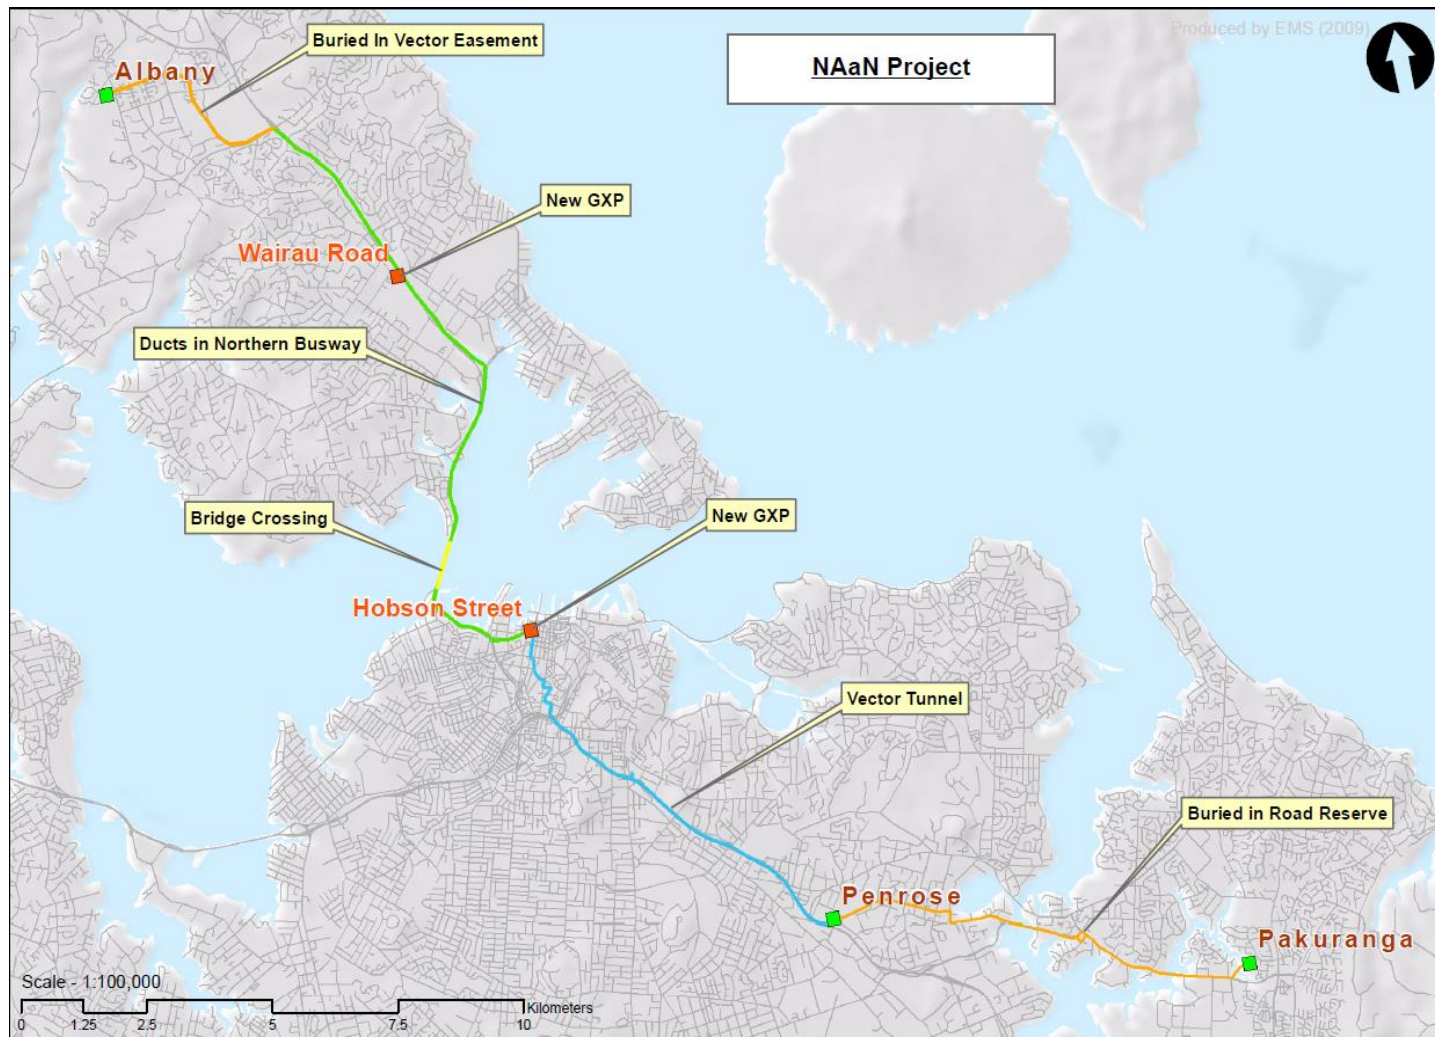 Produced by EMS (2009)
NAaN Project
Buried In Vector Easement
Albany
New GXP
Wairau Road
Ducts in Northern Busway
Bridge Crossing
New GXP
Hobson Street
Vector Tunnel
Buried in Road Reserve
Penrose
Pakuranga
Scale - 1:100,000
Kilometers
0 1.25 2.5 5 7.5 10